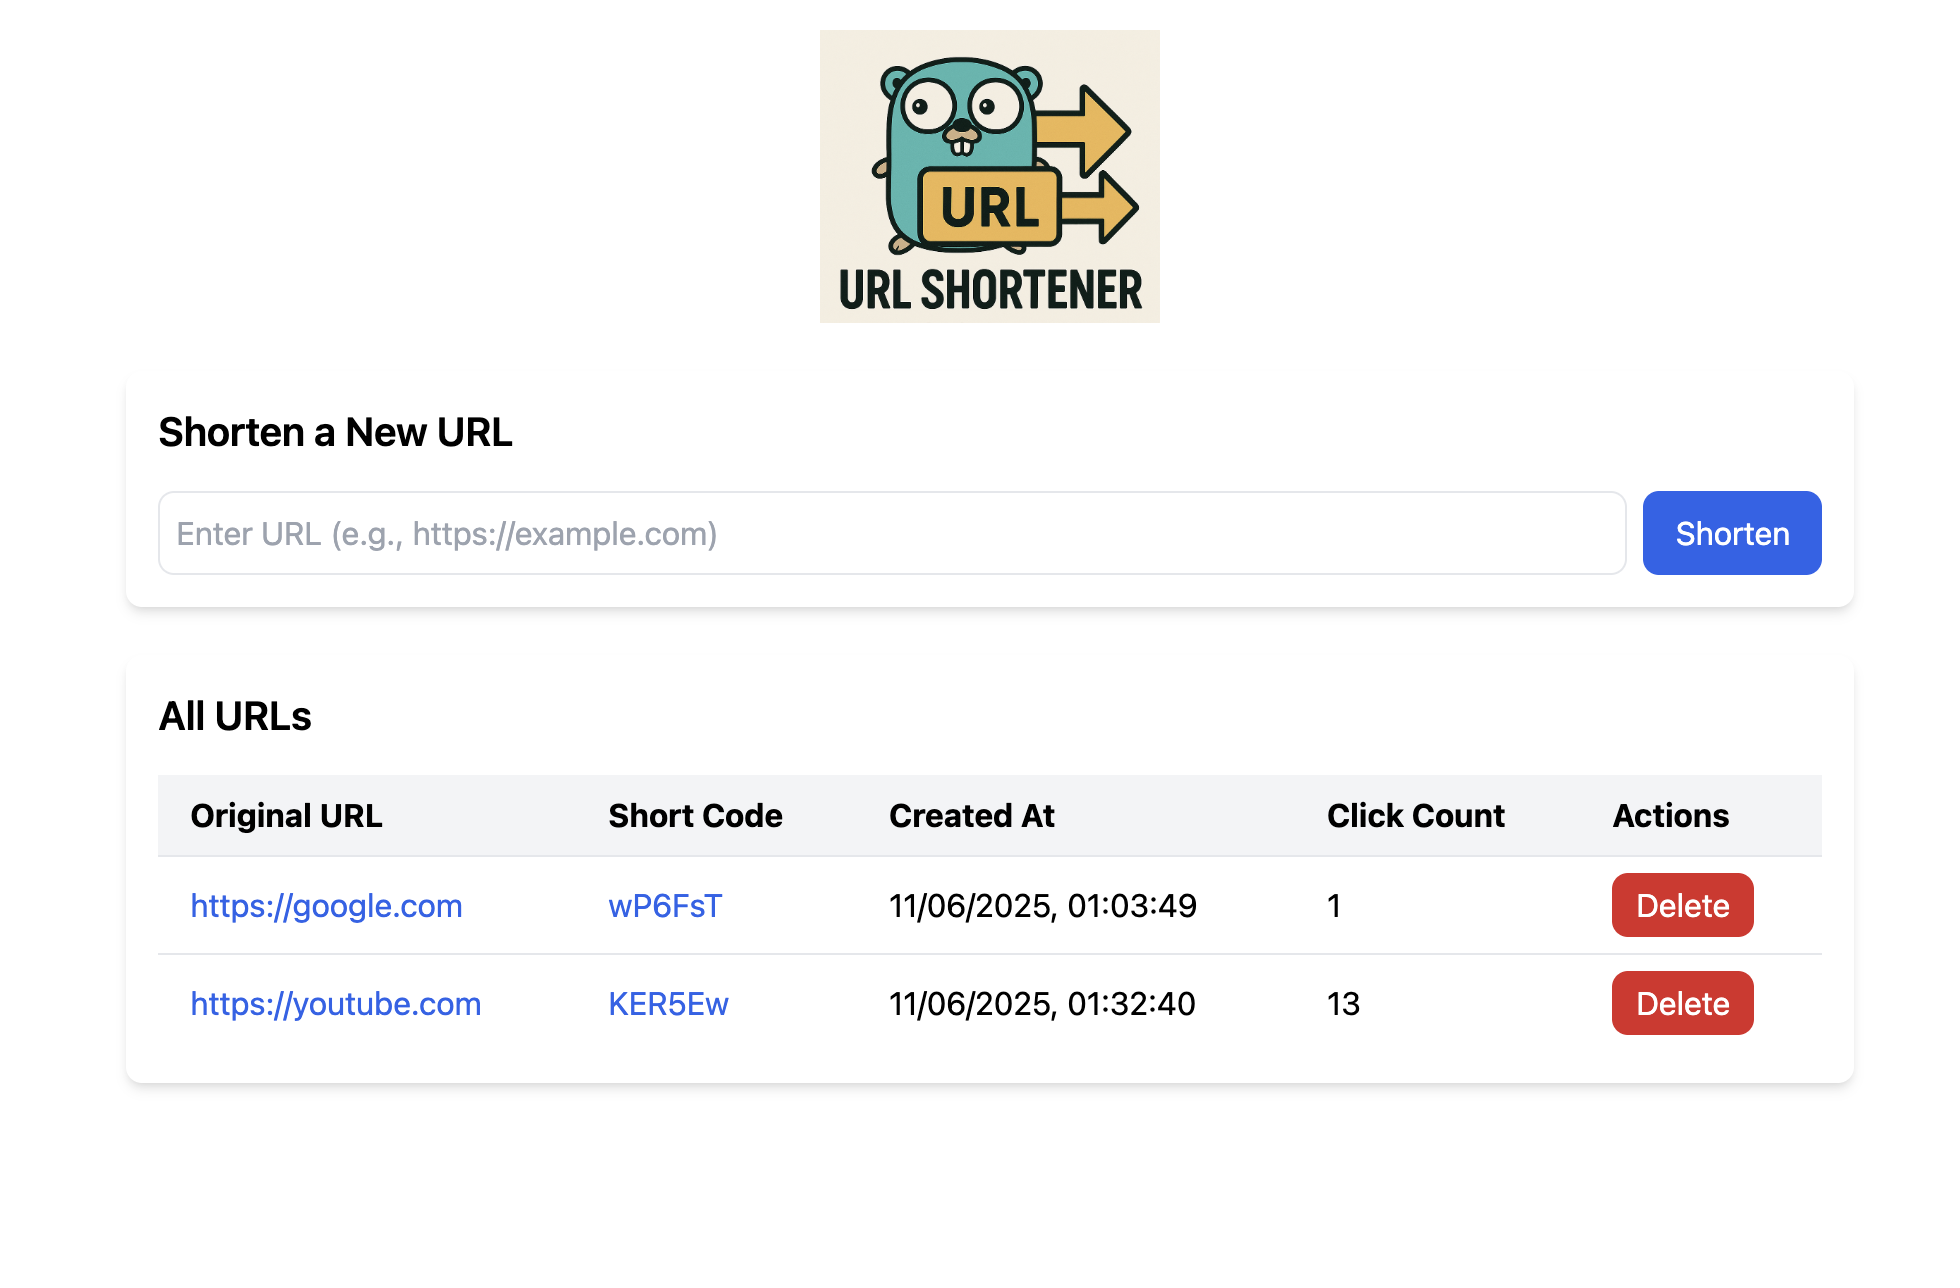 URL
URL SHORTENER
Shorten a New URL
Enter URL (e.g., https://example.com)
Shorten
All URLs
Original URL Short Code Created At Click Count Actions
https://google.com wP6FsT 11/06/2025, 01:03:49 1 Delete
https://youtube.com KER5Ew 11/06/2025, 01:32:40 13 Delete